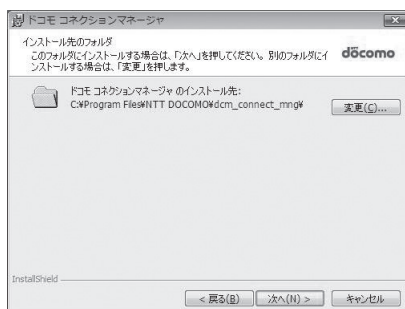 ドコモ コネクションマネージャ
インストール先のフォルダ
このフォルダにインストールする場合は、「次へ」を押してください。別のフォルダにイ
ンストールする場合は、「変更」を押します。
döcomo
ドコモ コネクションマネージャ のインストール先:
C:¥Program Files¥NTT DOCOMO¥dcm_connect_mng¥
変更(C)...
InstallShield
< 戻る(B)
次へ(N) >
キャンセル